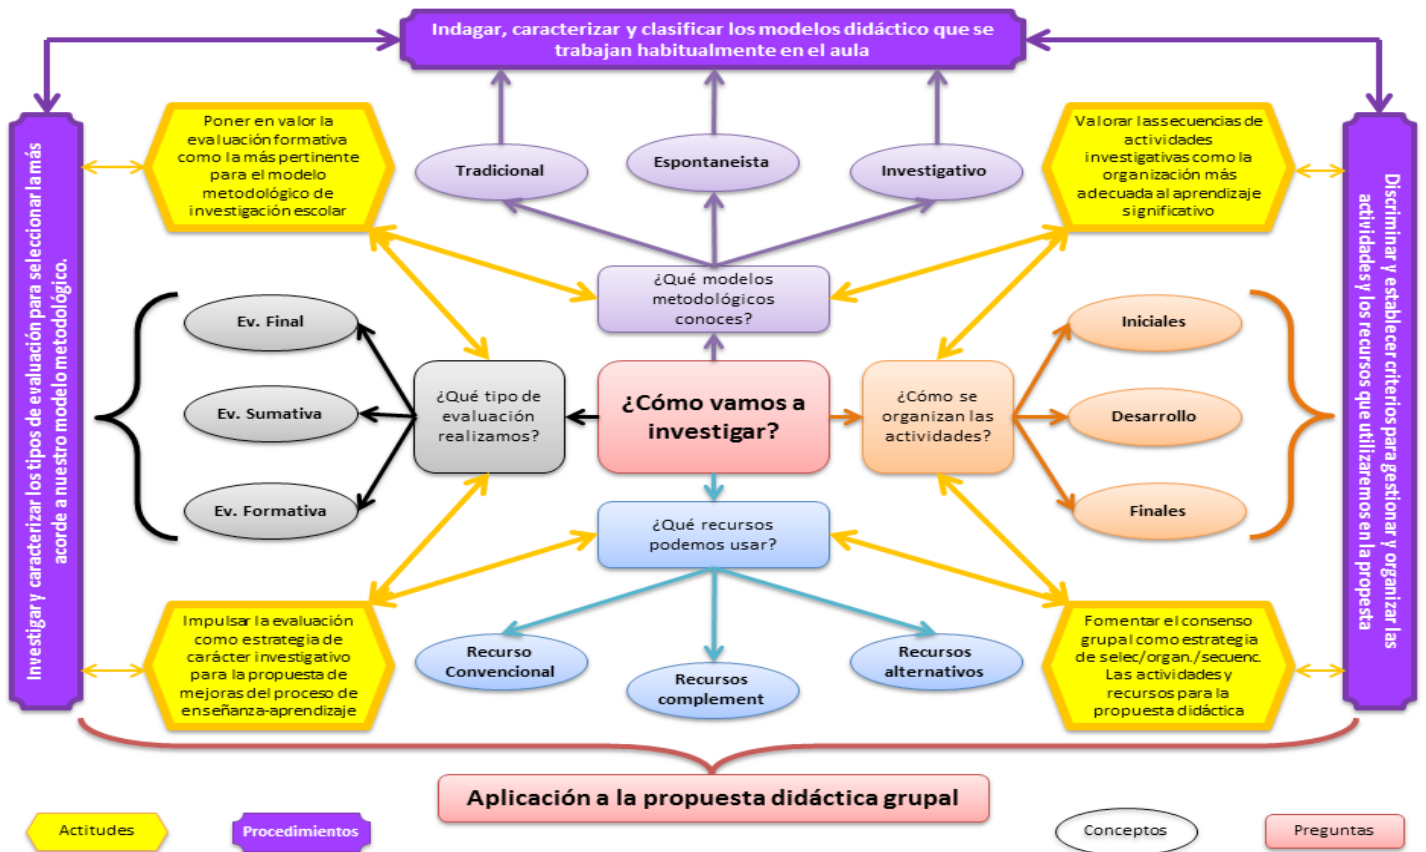 Indagar, caracterizar y clasificar los modelos didáctico que se
trabajan habitualmente en el aula
Investigar y caracterizar los tipos de evaluación para seleccionar la más
acorde a nuestro modelo metodológico.
Poner en valor la
evaluación formativa
como la más pertinente
para el modelo
metodológico de
investigación escolar
Tradicional
Espontaneista
Investigativo
Valorar las secuencias de
actividades
investigativas como la
organización más
adecuada al aprendizaje
significativo
Discriminar y establecer criterios para gestionar y organizar las
actividades y los recursos que utilizaremos en la propesta
¿Qué modelos
metodológicos
conoces?
Ev. Final
Ev. Sumativa
Ev. Formativa
¿Qué tipo de
evaluación
realizamos?
¿Cómo vamos a
investigar?
¿Cómo se
organizan las
actividades?
Iniciales
Desarrollo
Finales
¿Qué recursos
podemos usar?
Impulsar la evaluación
como estrategia de
carácter investigativo
para la propuesta de
mejoras del proceso de
enseñanza-aprendizaje
Recurso
Convencional
Recursos
complement
Recursos
alternativos
Fomentar el consenso
grupal como estrategia
de selec/organ./secuenc.
Las actividades y
recursos para la
propuesta didáctica
Aplicación a la propuesta didáctica grupal
Actitudes
Procedimientos
Conceptos
Preguntas